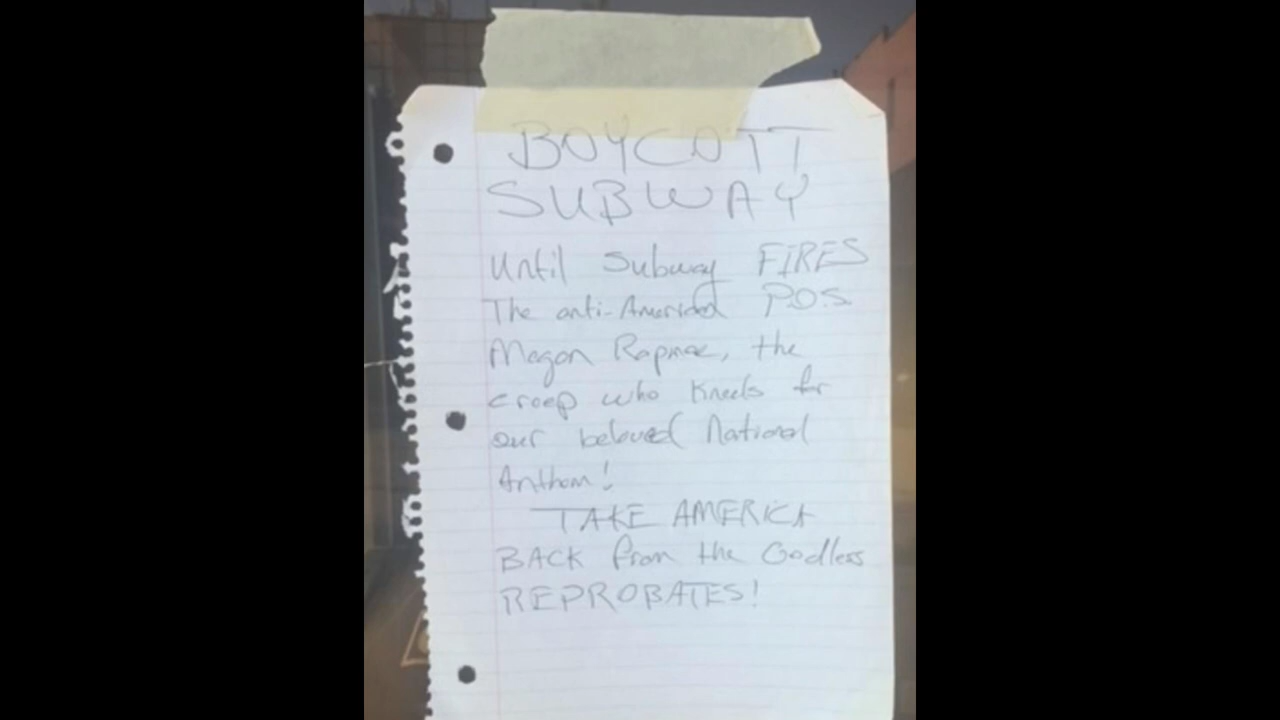 BOYCOTT
SUBWAY
Until Subway FIRES
The anti-American P.O.S.
Megan Rapinoe, the
creep who kneels for
our beloved National
Anthem!
TAKE AMERICA
BACK from the Godless
REPROBATES!